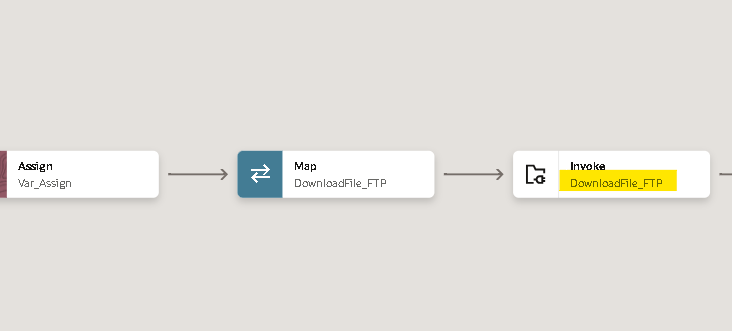 Assign
Var_Assign
Map
DownloadFile_FTP
Invoke
DownloadFile_FTP